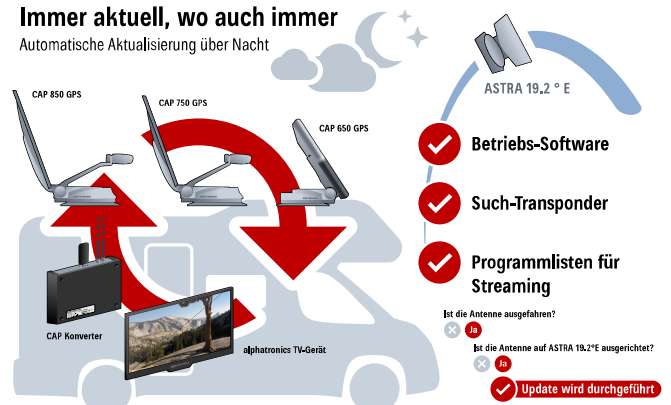 Immer aktuell, wo auch immer
Automatische Aktualisierung über Nacht
CAP 850 GPS
CAP 750 GPS
CAP 650 GPS
CAP Konverter
alphatronics TV-Gerät
ASTRA 19.2 ° E
Betriebs-Software
Such-Transponder
Programmlisten für
Streaming
Ist die Antenne ausgefahren?
Ja
Ist die Antenne auf ASTRA 19.2°E ausgerichtet?
Ja
Update wird durchgeführt